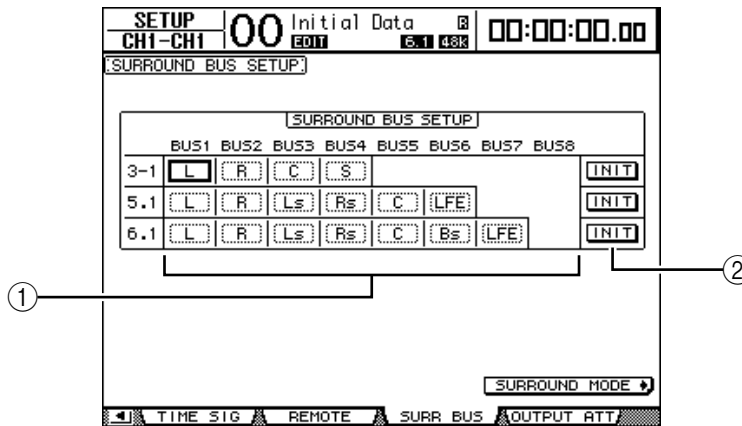 SETUP 00 Initial Data R 00:00:00.00
CH1-CH1 EDIT 6.1 48K
SURROUND BUS SETUP
SURROUND BUS SETUP
BUS1 BUS2 BUS3 BUS4 BUS5 BUS6 BUS7 BUS8
3-1 L R C S INIT
5.1 L R Ls Rs C LFE INIT
6.1 L R Ls Rs C Bs LFE INIT
① ②
SURROUND MODE
TIME SIG REMOTE SURR BUS OUTPUT ATT